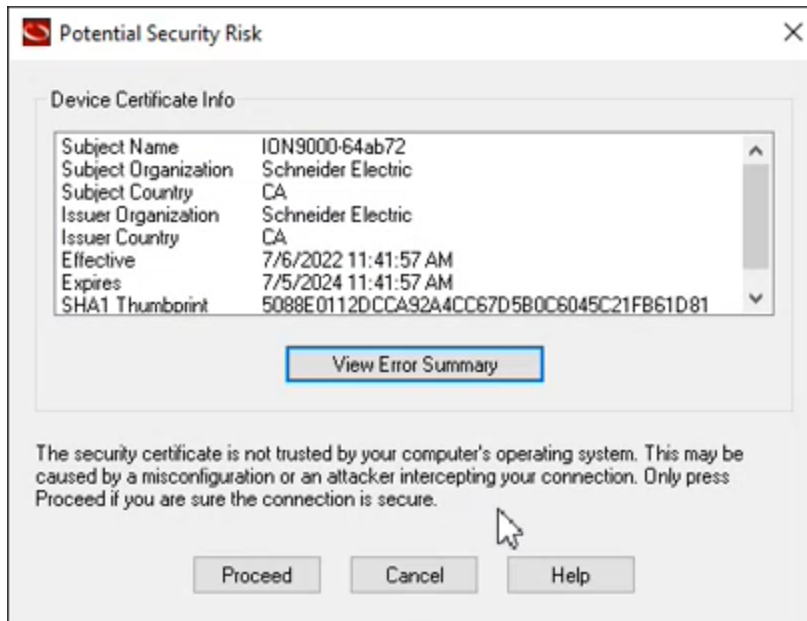 Potential Security Risk
Device Certificate Info
Subject Name ION9000-64ab72
Subject Organization Schneider Electric
Subject Country CA
Issuer Organization Schneider Electric
Issuer Country CA
Effective 7/6/2022 11:41:57 AM
Expires 7/5/2024 11:41:57 AM
SHA1 Thumbprint 5088E0112DCCA92A4CC67D5B0C6045C21FB61D81
View Error Summary
The security certificate is not trusted by your computer's operating system. This may be
caused by a misconfiguration or an attacker intercepting your connection. Only press
Proceed if you are sure the connection is secure.
Proceed Cancel Help